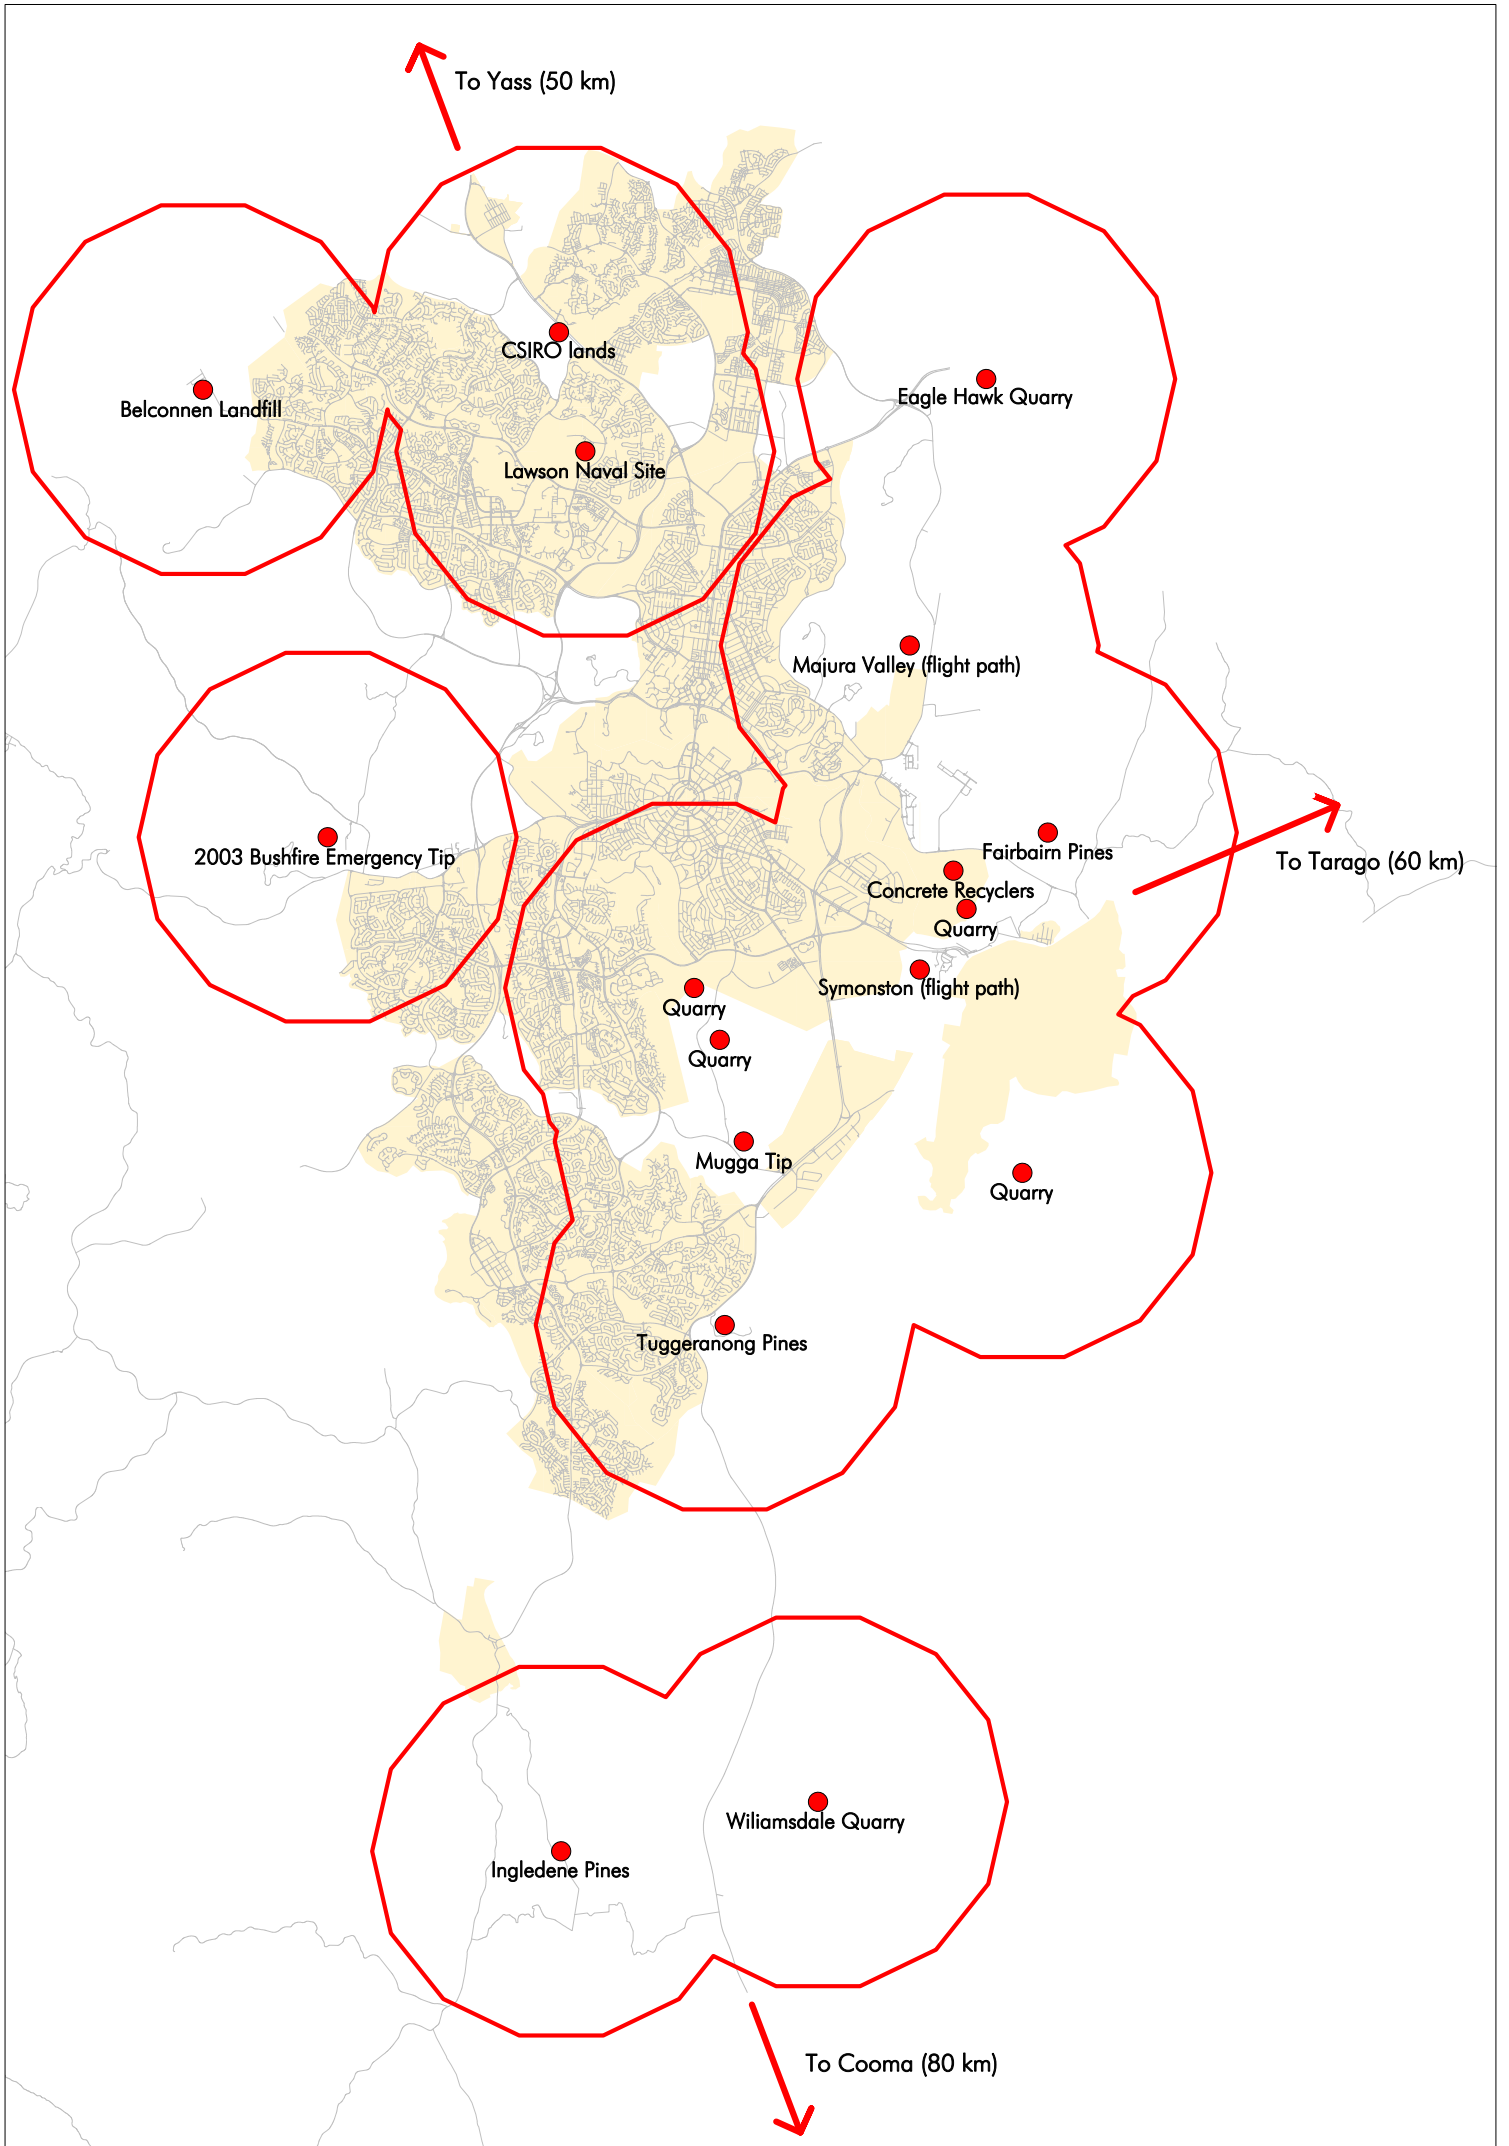 To Yass (50 km)
CSIRO lands
Belconnen Landfill
Eagle Hawk Quarry
Lawson Naval Site
Majura Valley (flight path)
2003 Bushfire Emergency Tip
Fairbairn Pines
To Tarago (60 km)
Concrete Recyclers
Quarry
Symonston (flight path)
Quarry
Quarry
Mugga Tip
Quarry
Tuggeranong Pines
Wiliamsdale Quarry
Ingledene Pines
To Cooma (80 km)